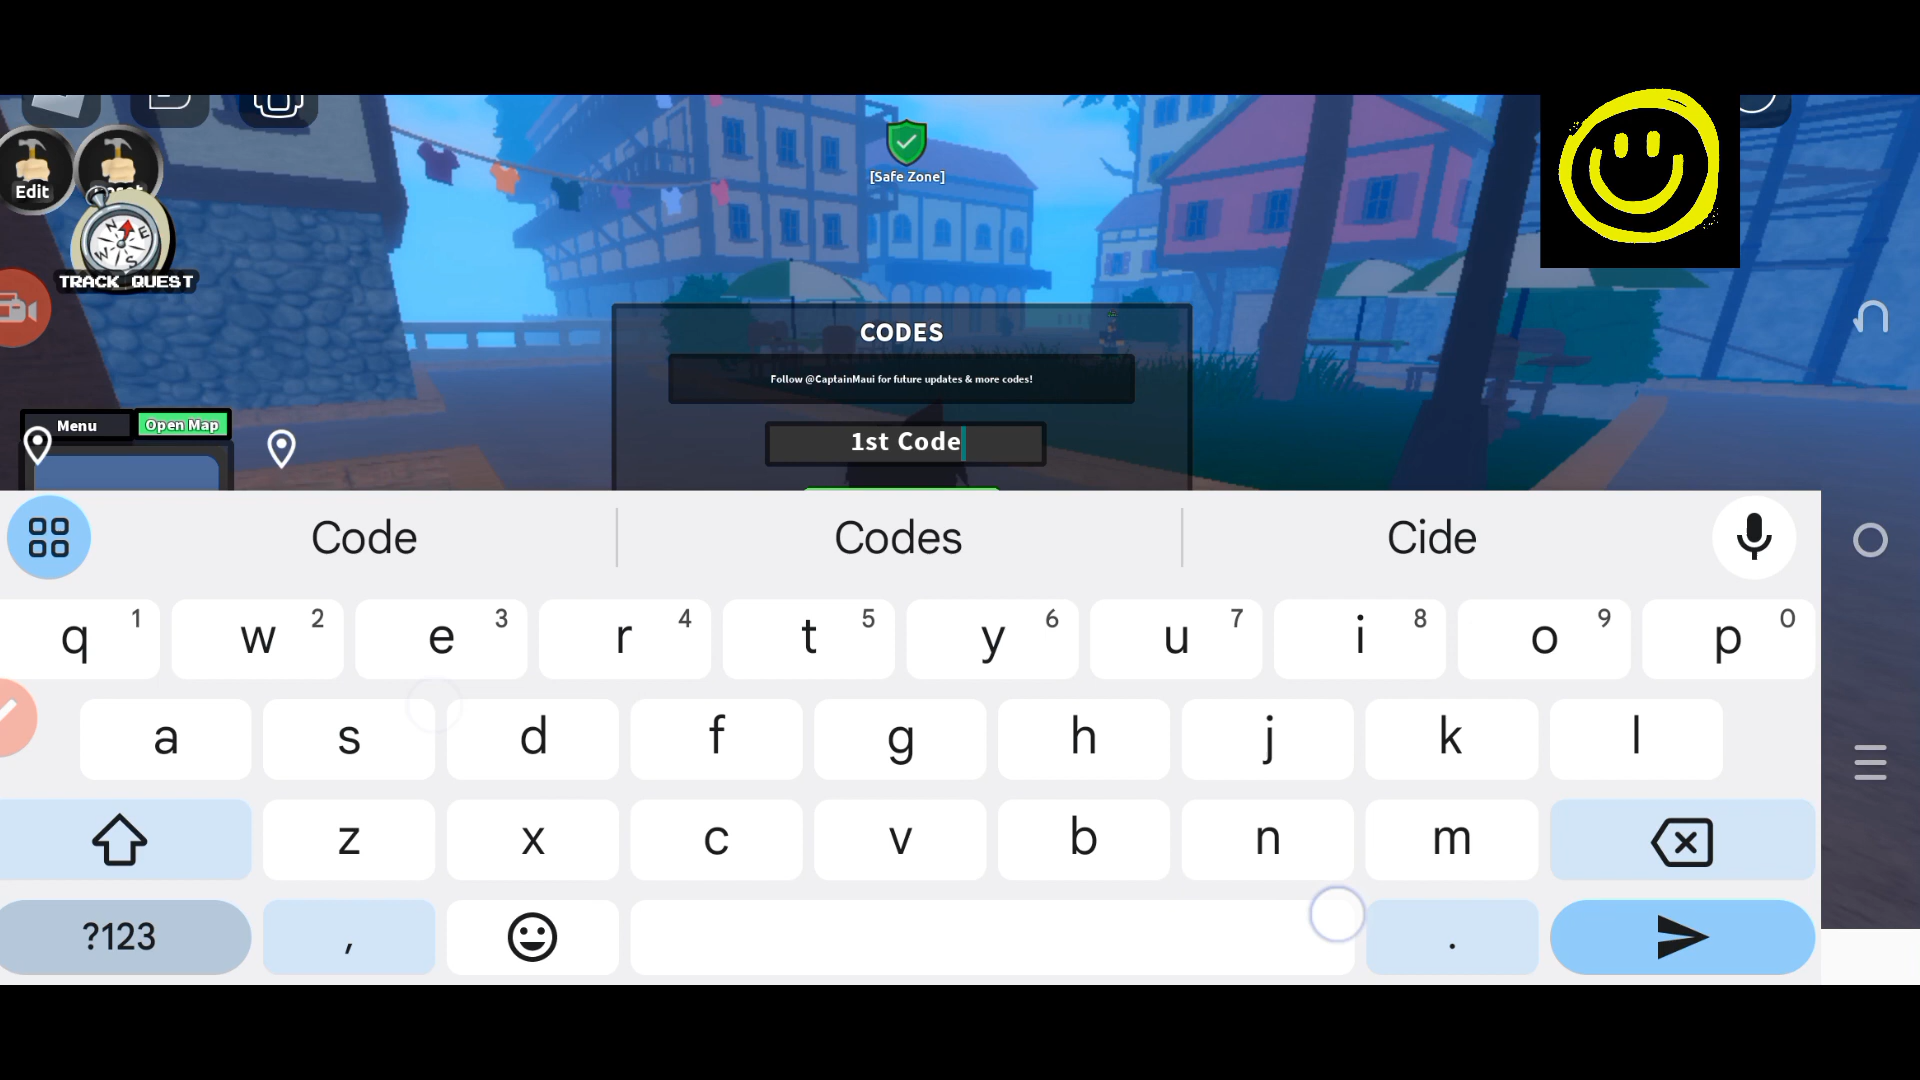 Edit
TRACK QUEST
[Safe Zone]
CODES
Follow @CaptainMaui for future updates & more codes!
1st Code
Menu
Open Map
Code Codes Cide
q 1 w 2 e 3 r 4 t 5 y 6 u 7 i 8 o 9 p 0
a s d f g h j k l
z x c v b n m
?123 , .